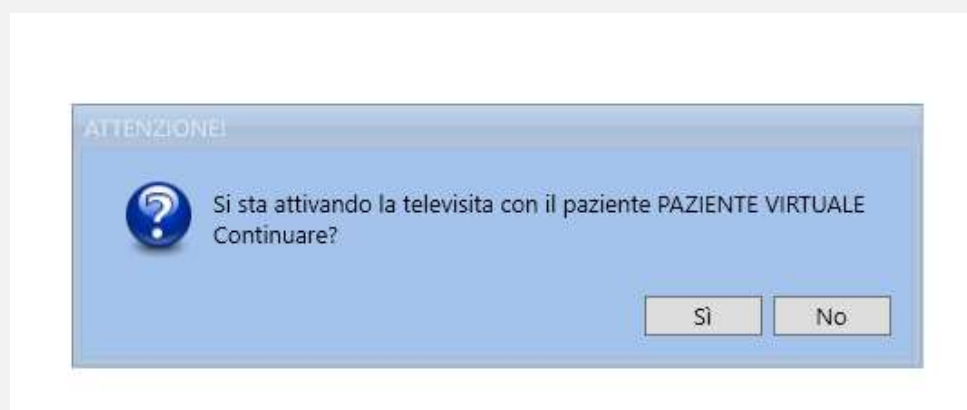 ATTENZIONE!
Si sta attivando la televisita con il paziente PAZIENTE VIRTUALE
Continuare?
Sì
No